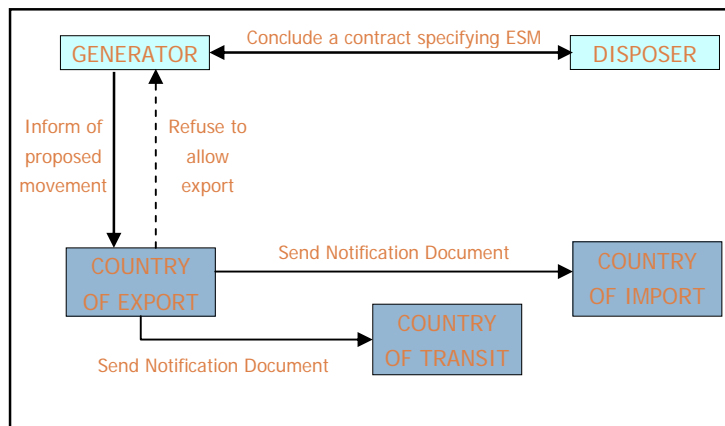 Conclude a contract specifying ESM
GENERATOR
DISPOSER
Inform of
proposed
movement
Refuse to
allow
export
Send Notification Document
COUNTRY
OF EXPORT
COUNTRY
OF IMPORT
COUNTRY
OF TRANSIT
Send Notification Document